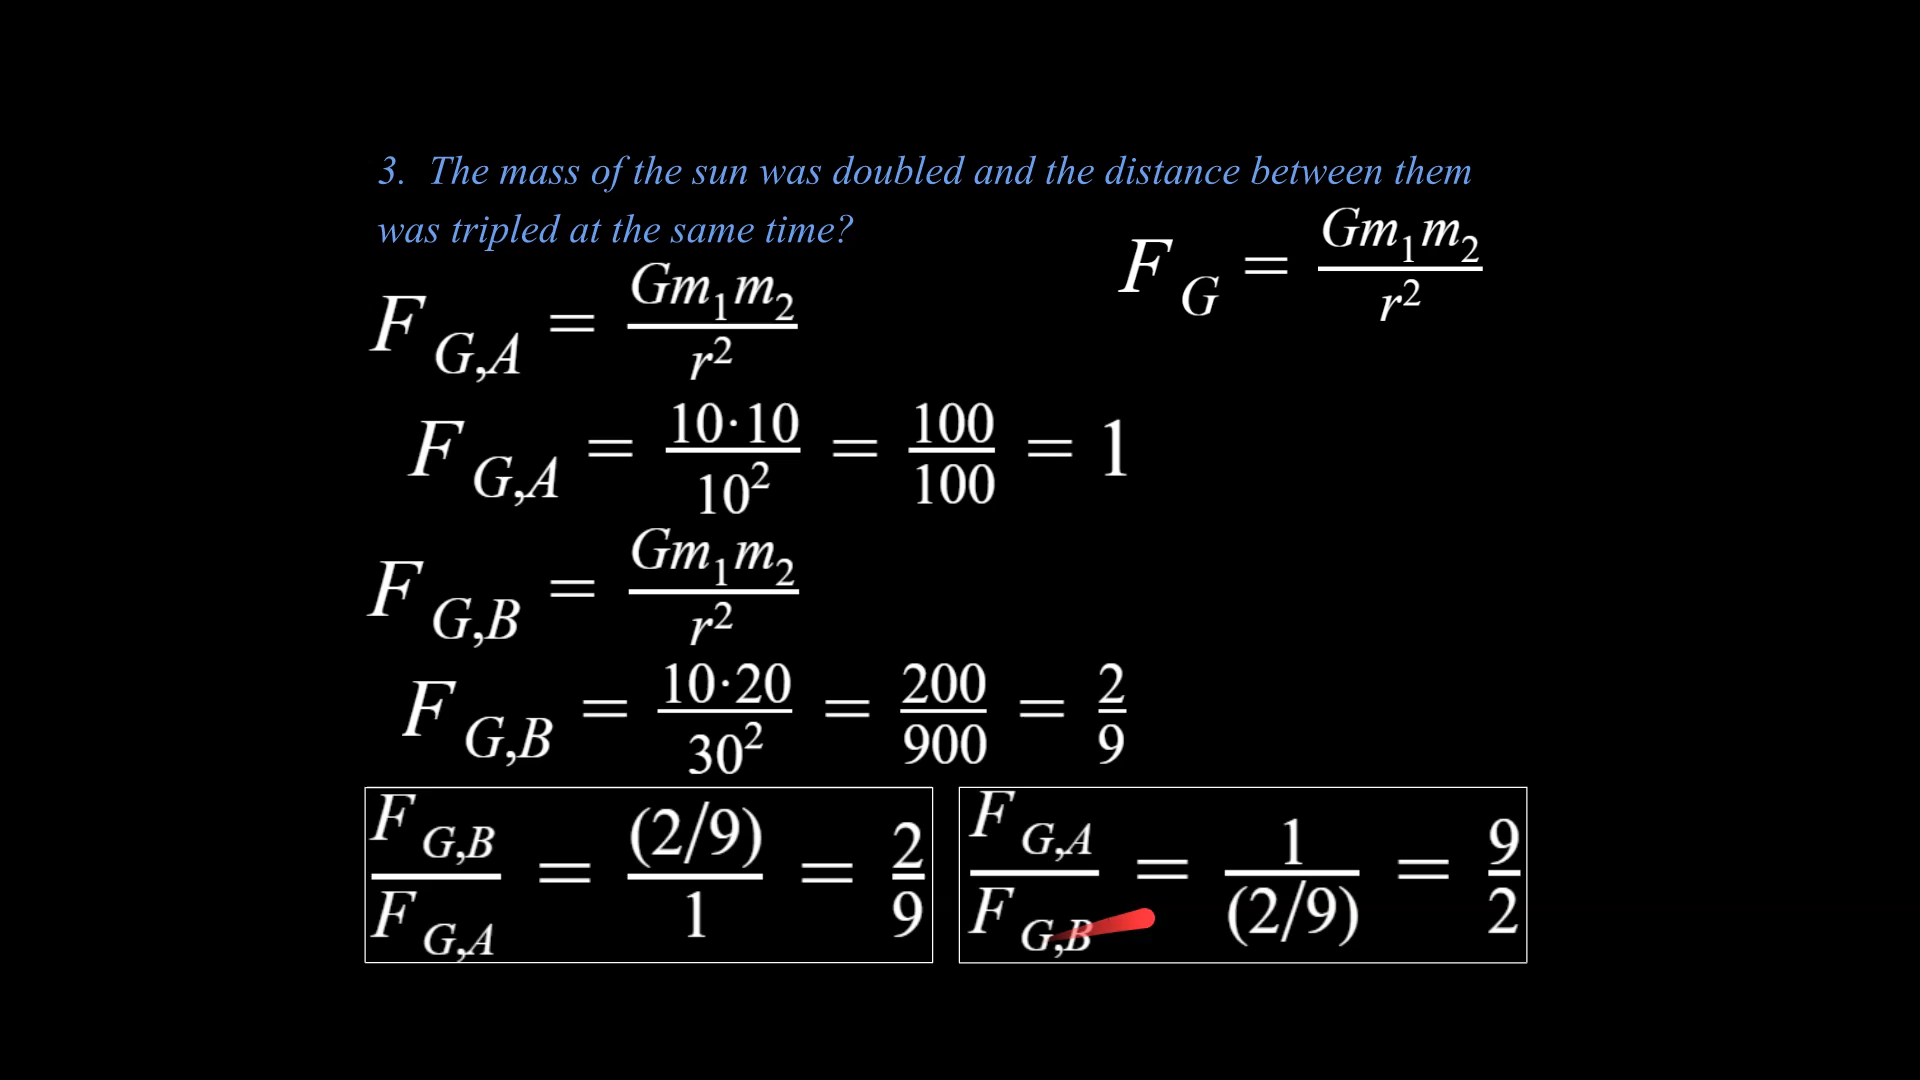 3. The mass of the sun was doubled and the distance between them
was tripled at the same time?
F_G = Gm₁m₂/r²
F_G,A = Gm₁m₂/r²
F_G,A = 10·10/10² = 100/100 = 1
F_G,B = Gm₁m₂/r²
F_G,B = 10·20/30² = 200/900 = 2/9
F_G,B/F_G,A = (2/9)/1 = 2/9
F_G,A/F_G,B = 1/(2/9) = 9/2